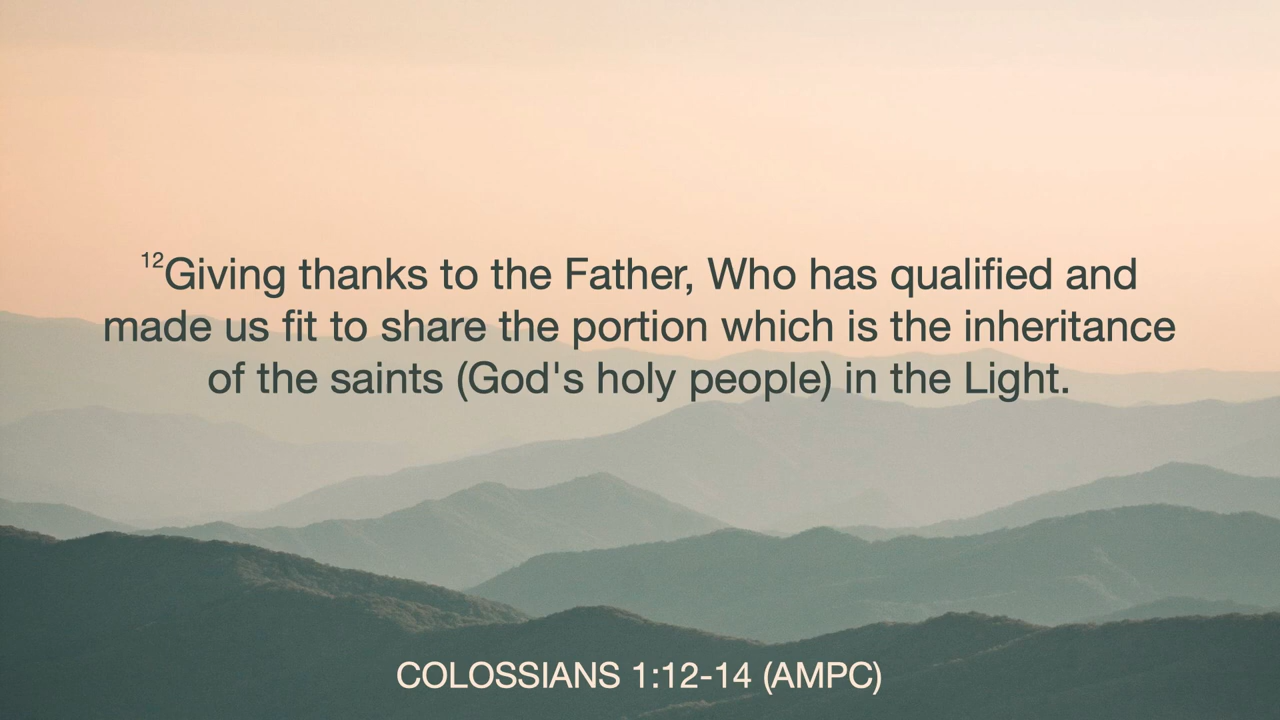 12Giving thanks to the Father, Who has qualified and
made us fit to share the portion which is the inheritance
of the saints (God's holy people) in the Light.
COLOSSIANS 1:12-14 (AMPC)